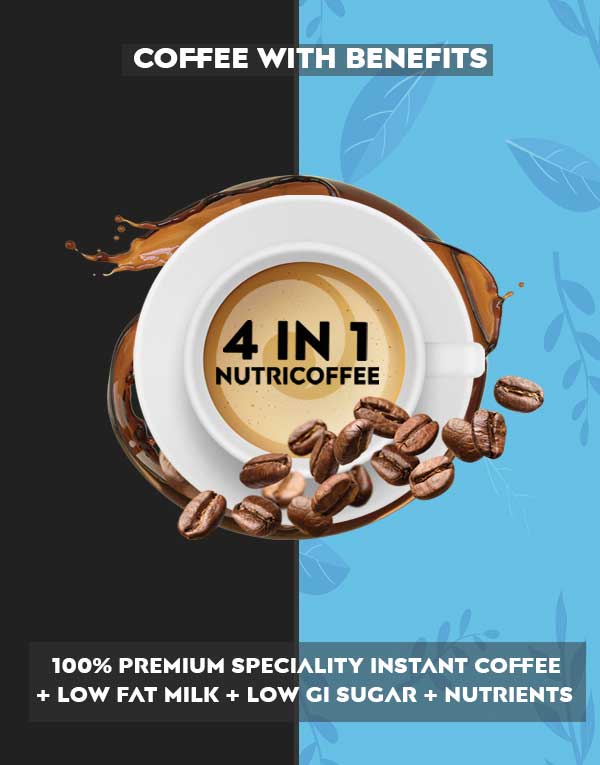 COFFEE WITH BENEFITS
4 IN 1
NUTRICOFFEE
100% PREMIUM SPECIALITY INSTANT COFFEE
+ LOW FAT MILK + LOW GI SUGAR + NUTRIENTS